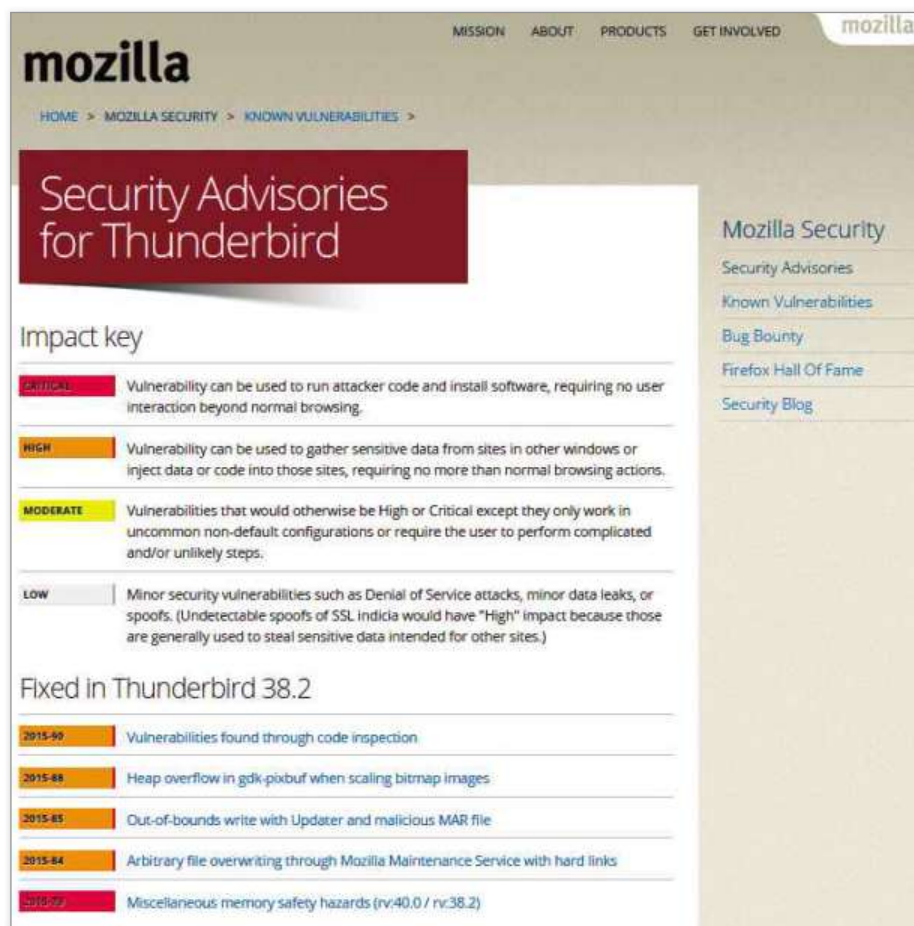 MISSION ABOUT PRODUCTS GET INVOLVED
mozilla
mozilla
HOME > MOZILLA SECURITY > KNOWN VULNERABILITIES >
Security Advisories
for Thunderbird
Impact key
CRITICAL
Vulnerability can be used to run attacker code and install software, requiring no user
interaction beyond normal browsing.
HIGH
Vulnerability can be used to gather sensitive data from sites in other windows or
inject data or code into those sites, requiring no more than normal browsing actions.
MODERATE
Vulnerabilities that would otherwise be High or Critical except they only work in
uncommon non-default configurations or require the user to perform complicated
and/or unlikely steps.
LOW
Minor security vulnerabilities such as Denial of Service attacks, minor data leaks, or
spoofs. (Undetectable spoofs of SSL indicia would have "High" impact because those
are generally used to steal sensitive data intended for other sites.)
Fixed in Thunderbird 38.2
2015-90 Vulnerabilities found through code inspection
2015-88 Heap overflow in gdk-pixbuf when scaling bitmap images
2015-85 Out-of-bounds write with Updater and malicious MAR file
2015-84 Arbitrary file overwriting through Mozilla Maintenance Service with hard links
Miscellaneous memory safety hazards (rv:40.0 / rv:38.2)
Mozilla Security
Security Advisories
Known Vulnerabilities
Bug Bounty
Firefox Hall Of Fame
Security Blog